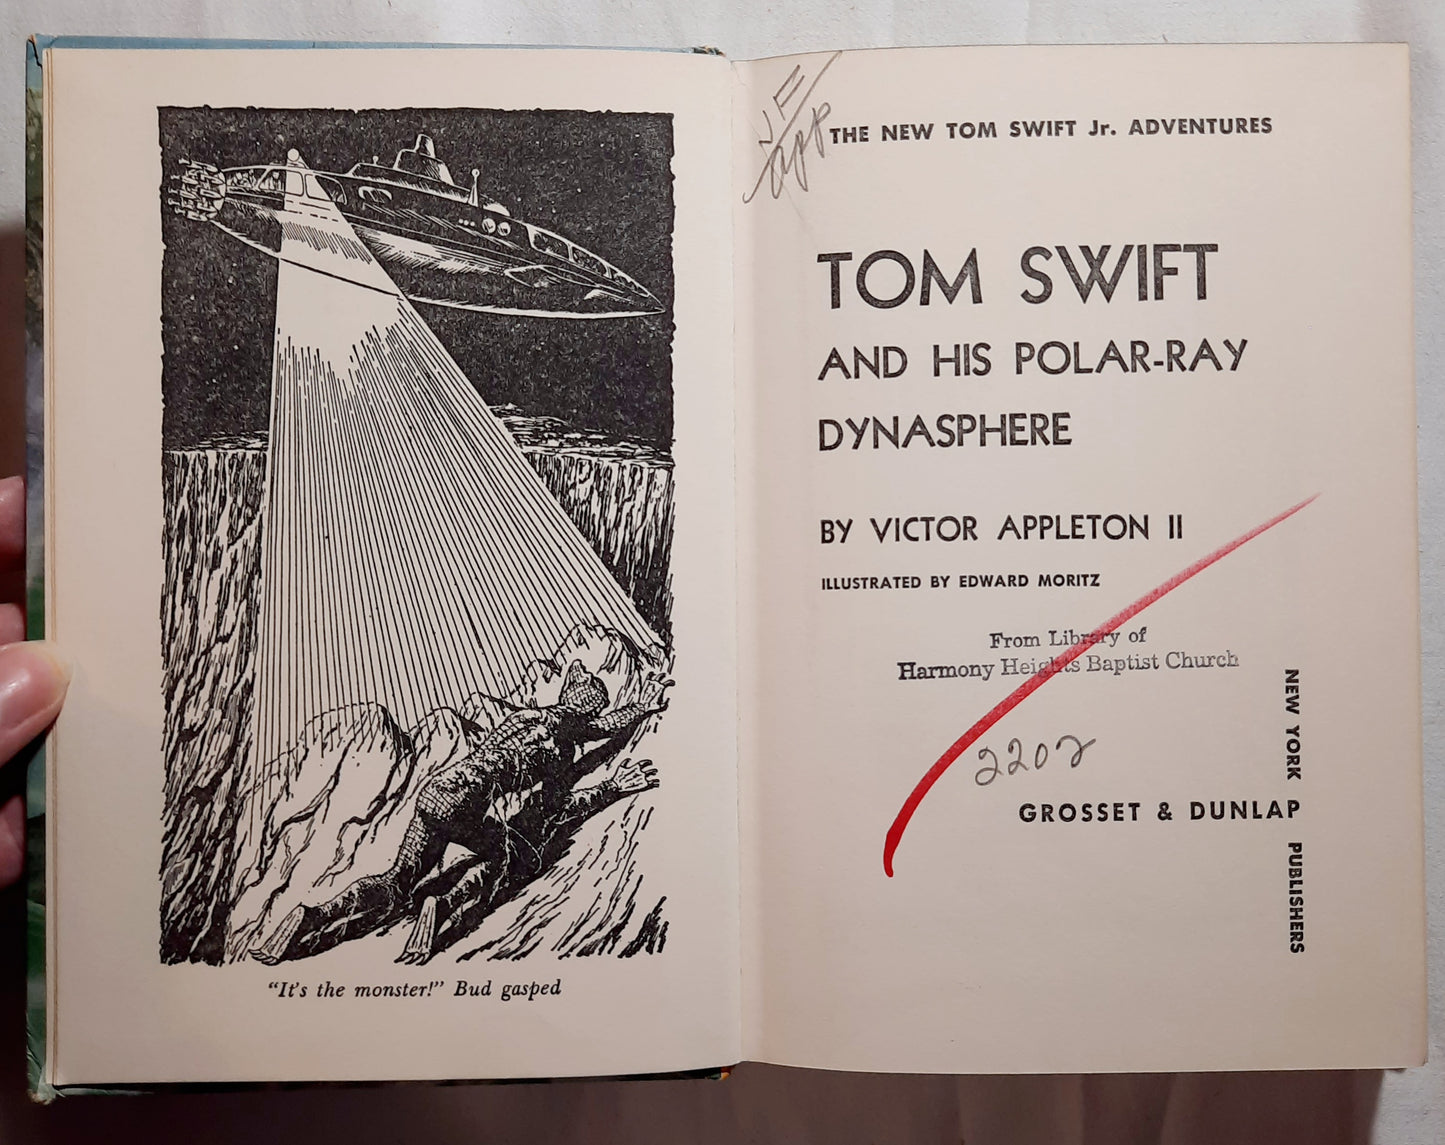 "It's the monster!" Bud gasped
JF
app
THE NEW TOM SWIFT Jr. ADVENTURES
TOM SWIFT
AND HIS POLAR-RAY
DYNASPHERE
BY VICTOR APPLETON II
ILLUSTRATED BY EDWARD MORITZ
From Library of
Harmony Heights Baptist Church
2202
GROSSET & DUNLAP
NEW YORK PUBLISHERS